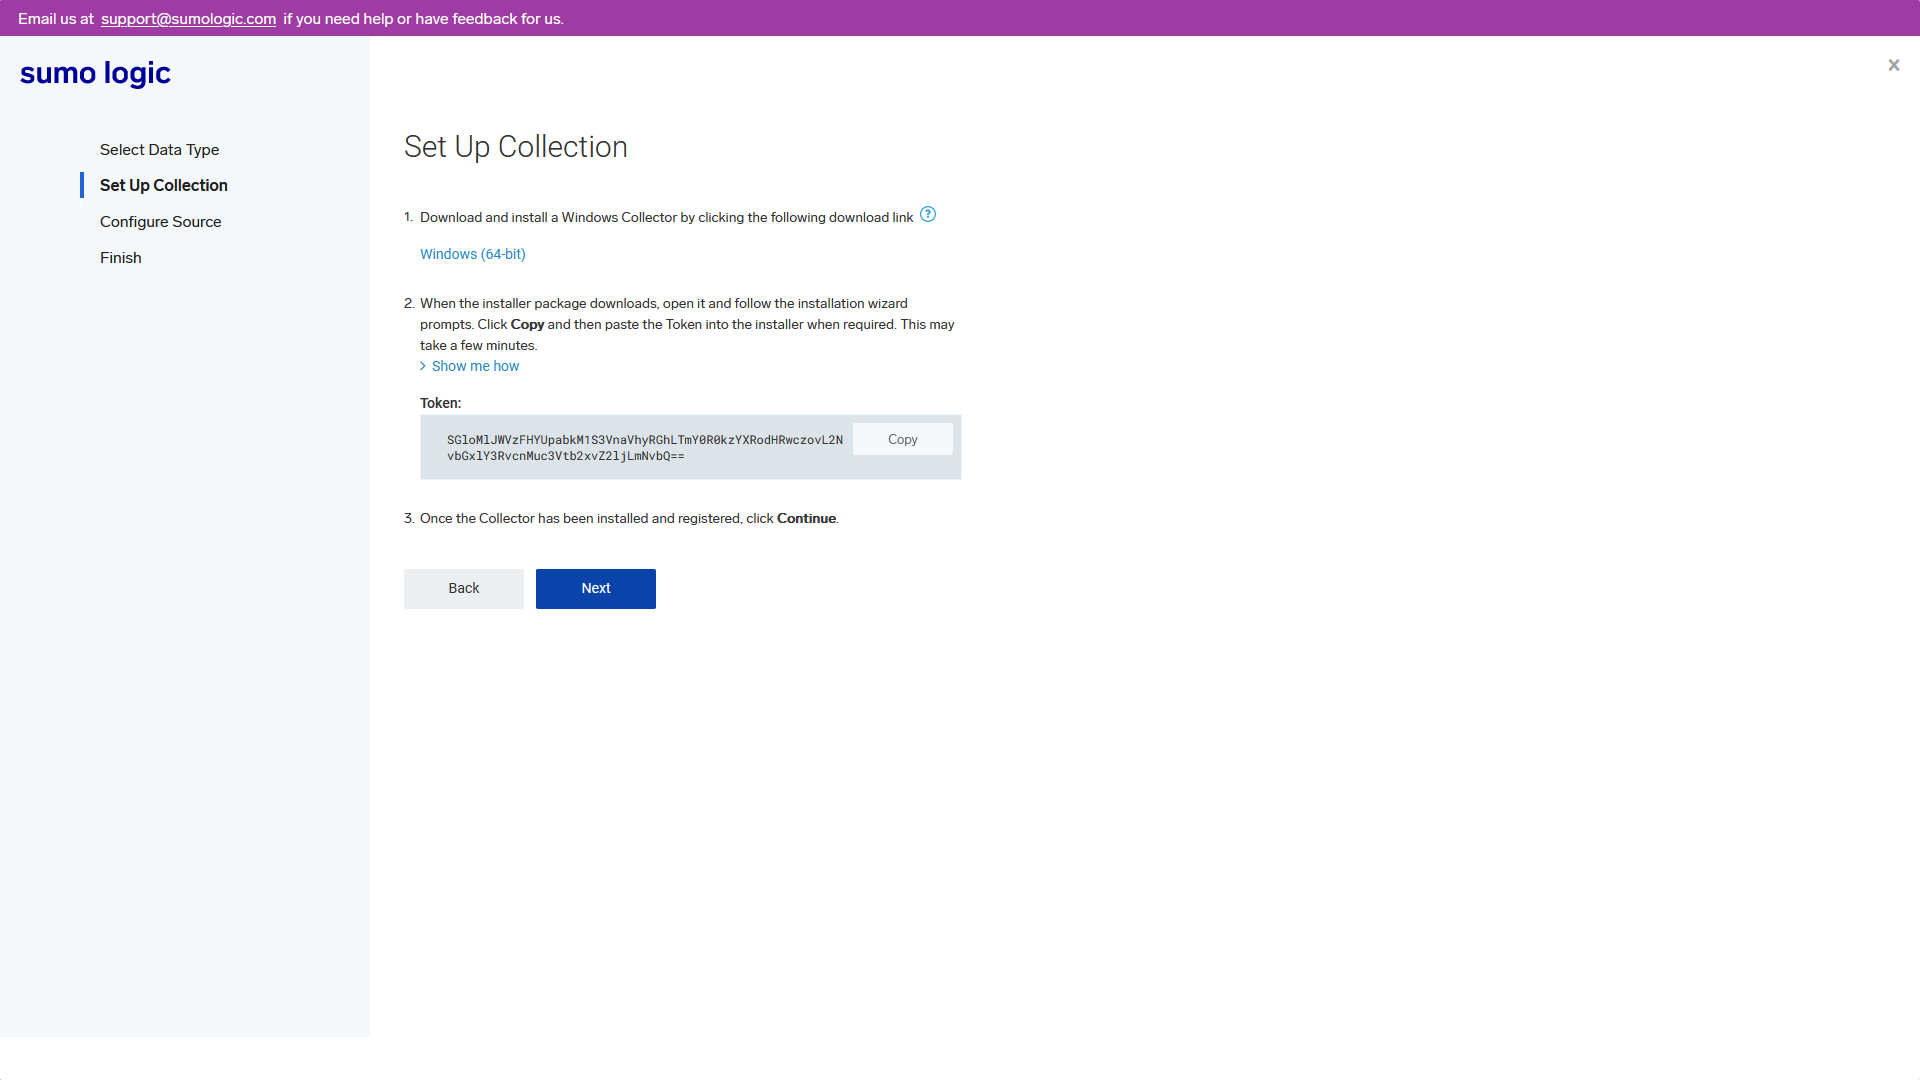 Email us at support@sumologic.com if you need help or have feedback for us.
sumo logic
Select Data Type
Set Up Collection
Configure Source
Finish
Set Up Collection
1. Download and install a Windows Collector by clicking the following download link
Windows (64-bit)
2. When the installer package downloads, open it and follow the installation wizard
prompts. Click Copy and then paste the Token into the installer when required. This may
take a few minutes.
> Show me how
Token:
SGloMlJWVzFHYUpabkM1S3VnaVhyRGhLTmY0R0kzYXRodHRwczovL2N
vbGxlY3RvcnMuc3Vtb2xvZ2ljLmNvbQ==
Copy
3. Once the Collector has been installed and registered, click Continue.
Back
Next